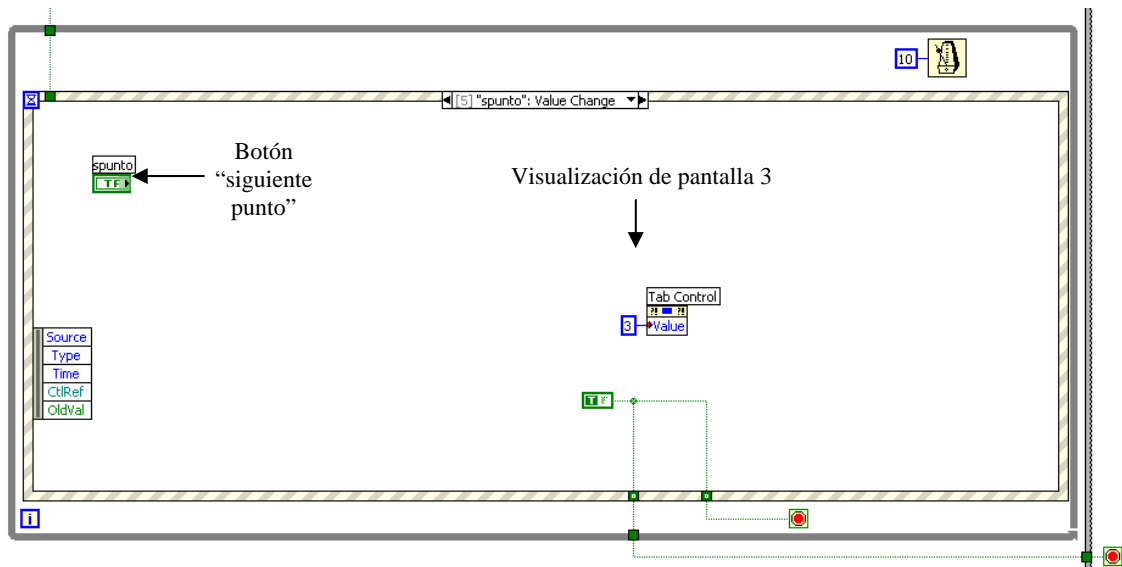 10
[5] "spunto": Value Change
spunto
TF
Botón
“siguiente
punto”
Visualización de pantalla 3
Tab Control
3
Value
Source
Type
Time
CtlRef
OldVal
T F
i